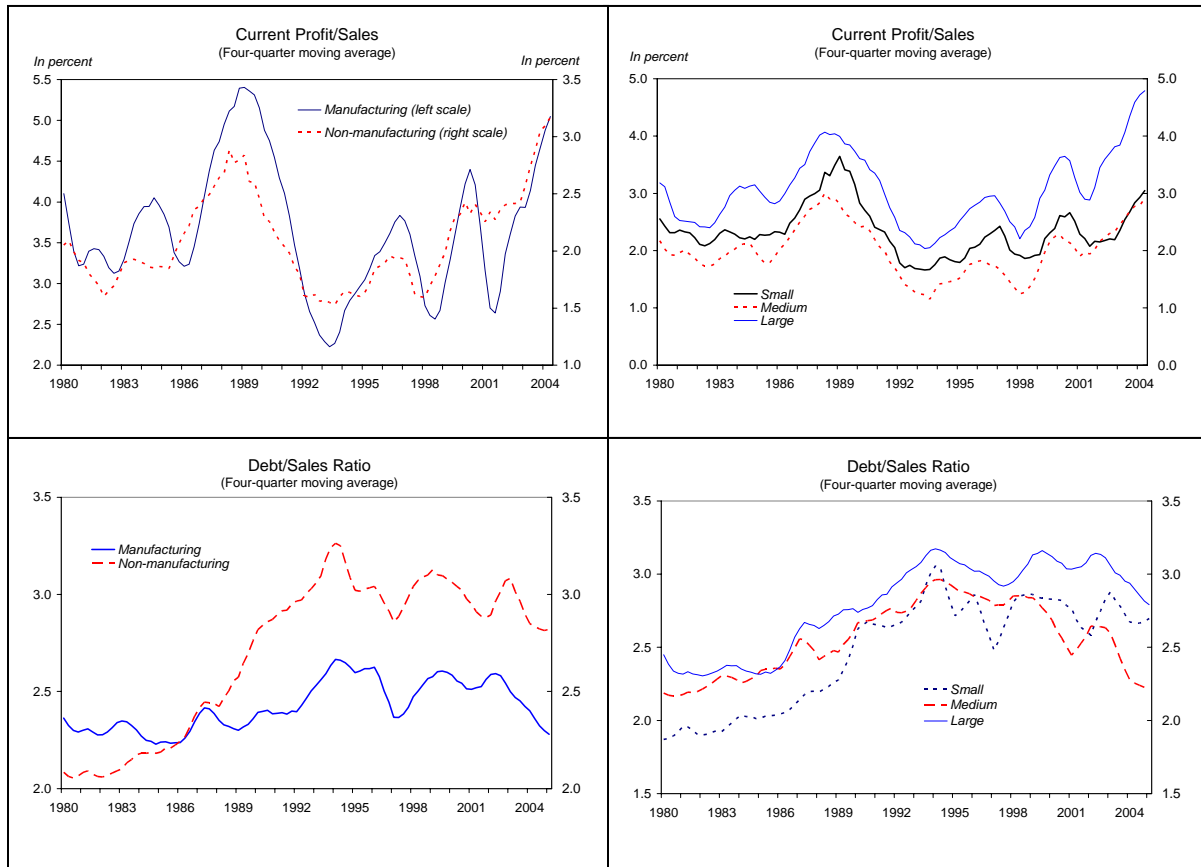 Current Profit/Sales
(Four-quarter moving average)
In percent
In percent
5.5
5.0
4.5
4.0
3.5
3.0
2.5
2.0
3.5
3.0
2.5
2.0
1.5
1.0
Manufacturing (left scale)
Non-manufacturing (right scale)
1980 1983 1986 1989 1992 1995 1998 2001 2004
Current Profit/Sales
(Four-quarter moving average)
In percent
5.0
4.0
3.0
2.0
1.0
0.0
5.0
4.0
3.0
2.0
1.0
0.0
Small
Medium
Large
1980 1983 1986 1989 1992 1995 1998 2001 2004
Debt/Sales Ratio
(Four-quarter moving average)
3.5
3.0
2.5
2.0
3.5
3.0
2.5
2.0
Manufacturing
Non-manufacturing
1980 1983 1986 1989 1992 1995 1998 2001 2004
Debt/Sales Ratio
(Four-quarter moving average)
3.5
3.0
2.5
2.0
1.5
3.5
3.0
2.5
2.0
1.5
Small
Medium
Large
1980 1983 1986 1989 1992 1995 1998 2001 2004